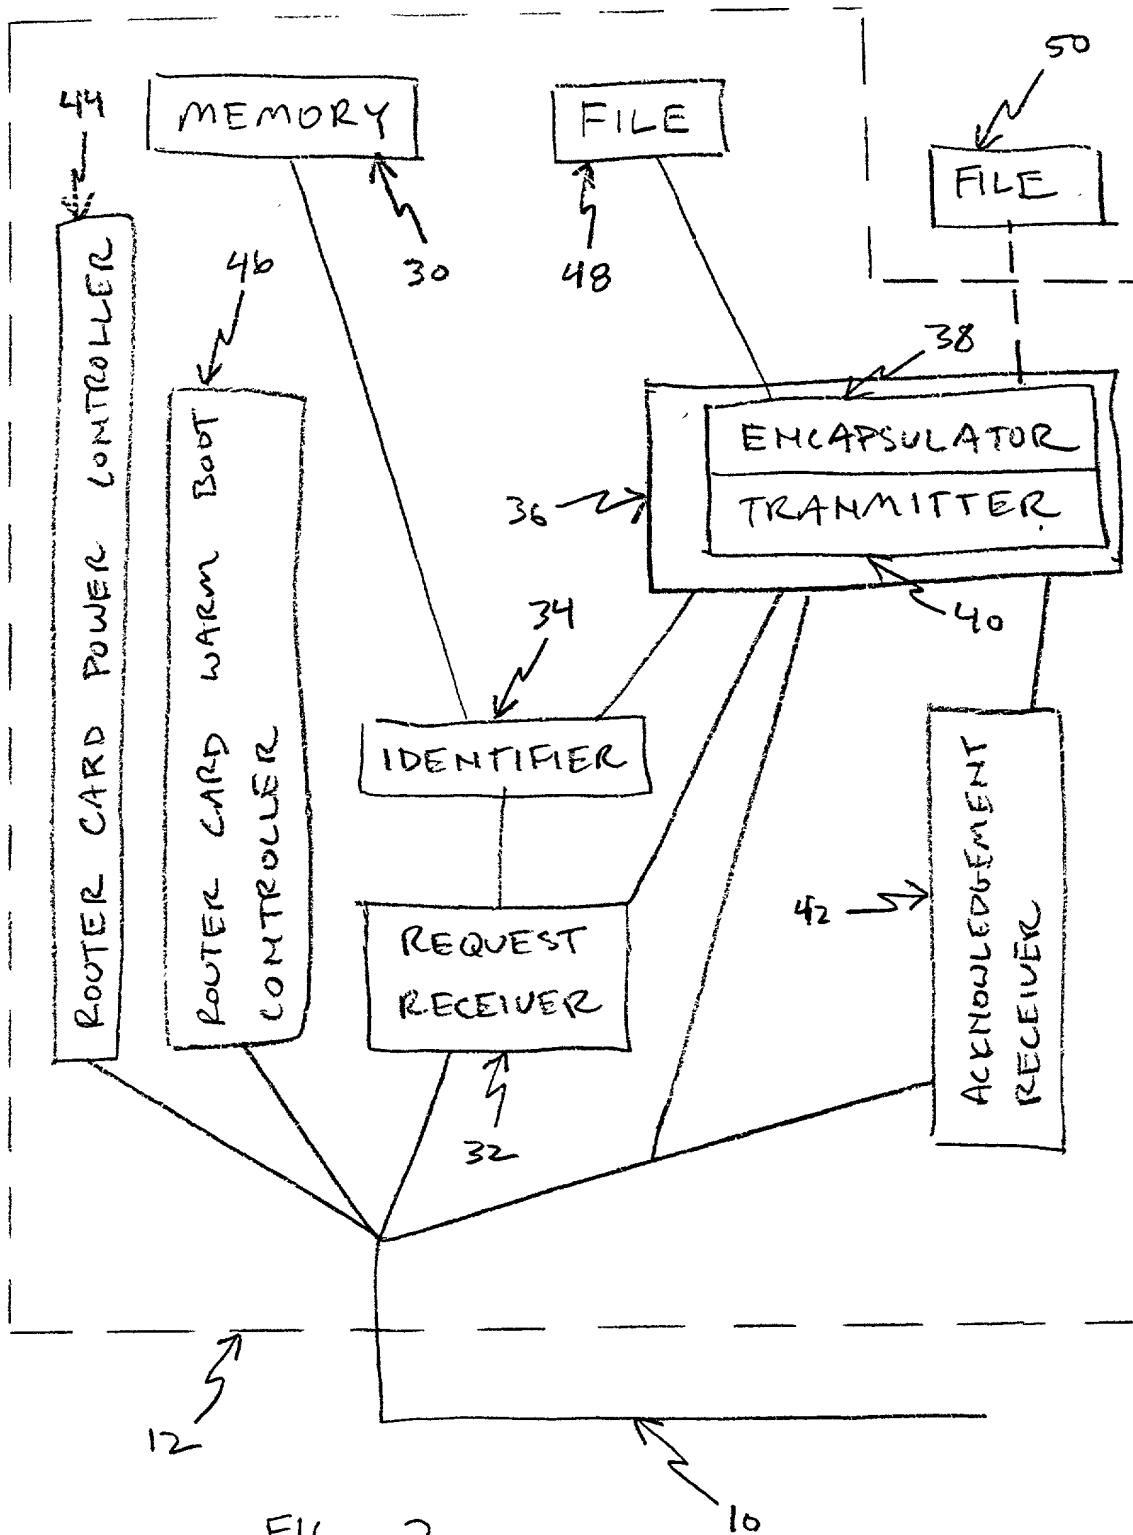 50
44
MEMORY
FILE
FILE
46
30
48
38
ENCAPSULATOR
36
TRANMITTER
34
40
IDENTIFIER
ROUTER CARD POWER CONTROLLER
ROUTER CARD WARM BOOT
CONTROLLER
42
REQUEST
RECEIVER
ACKNOWLEDGEMENT
RECEIVER
32
12
10